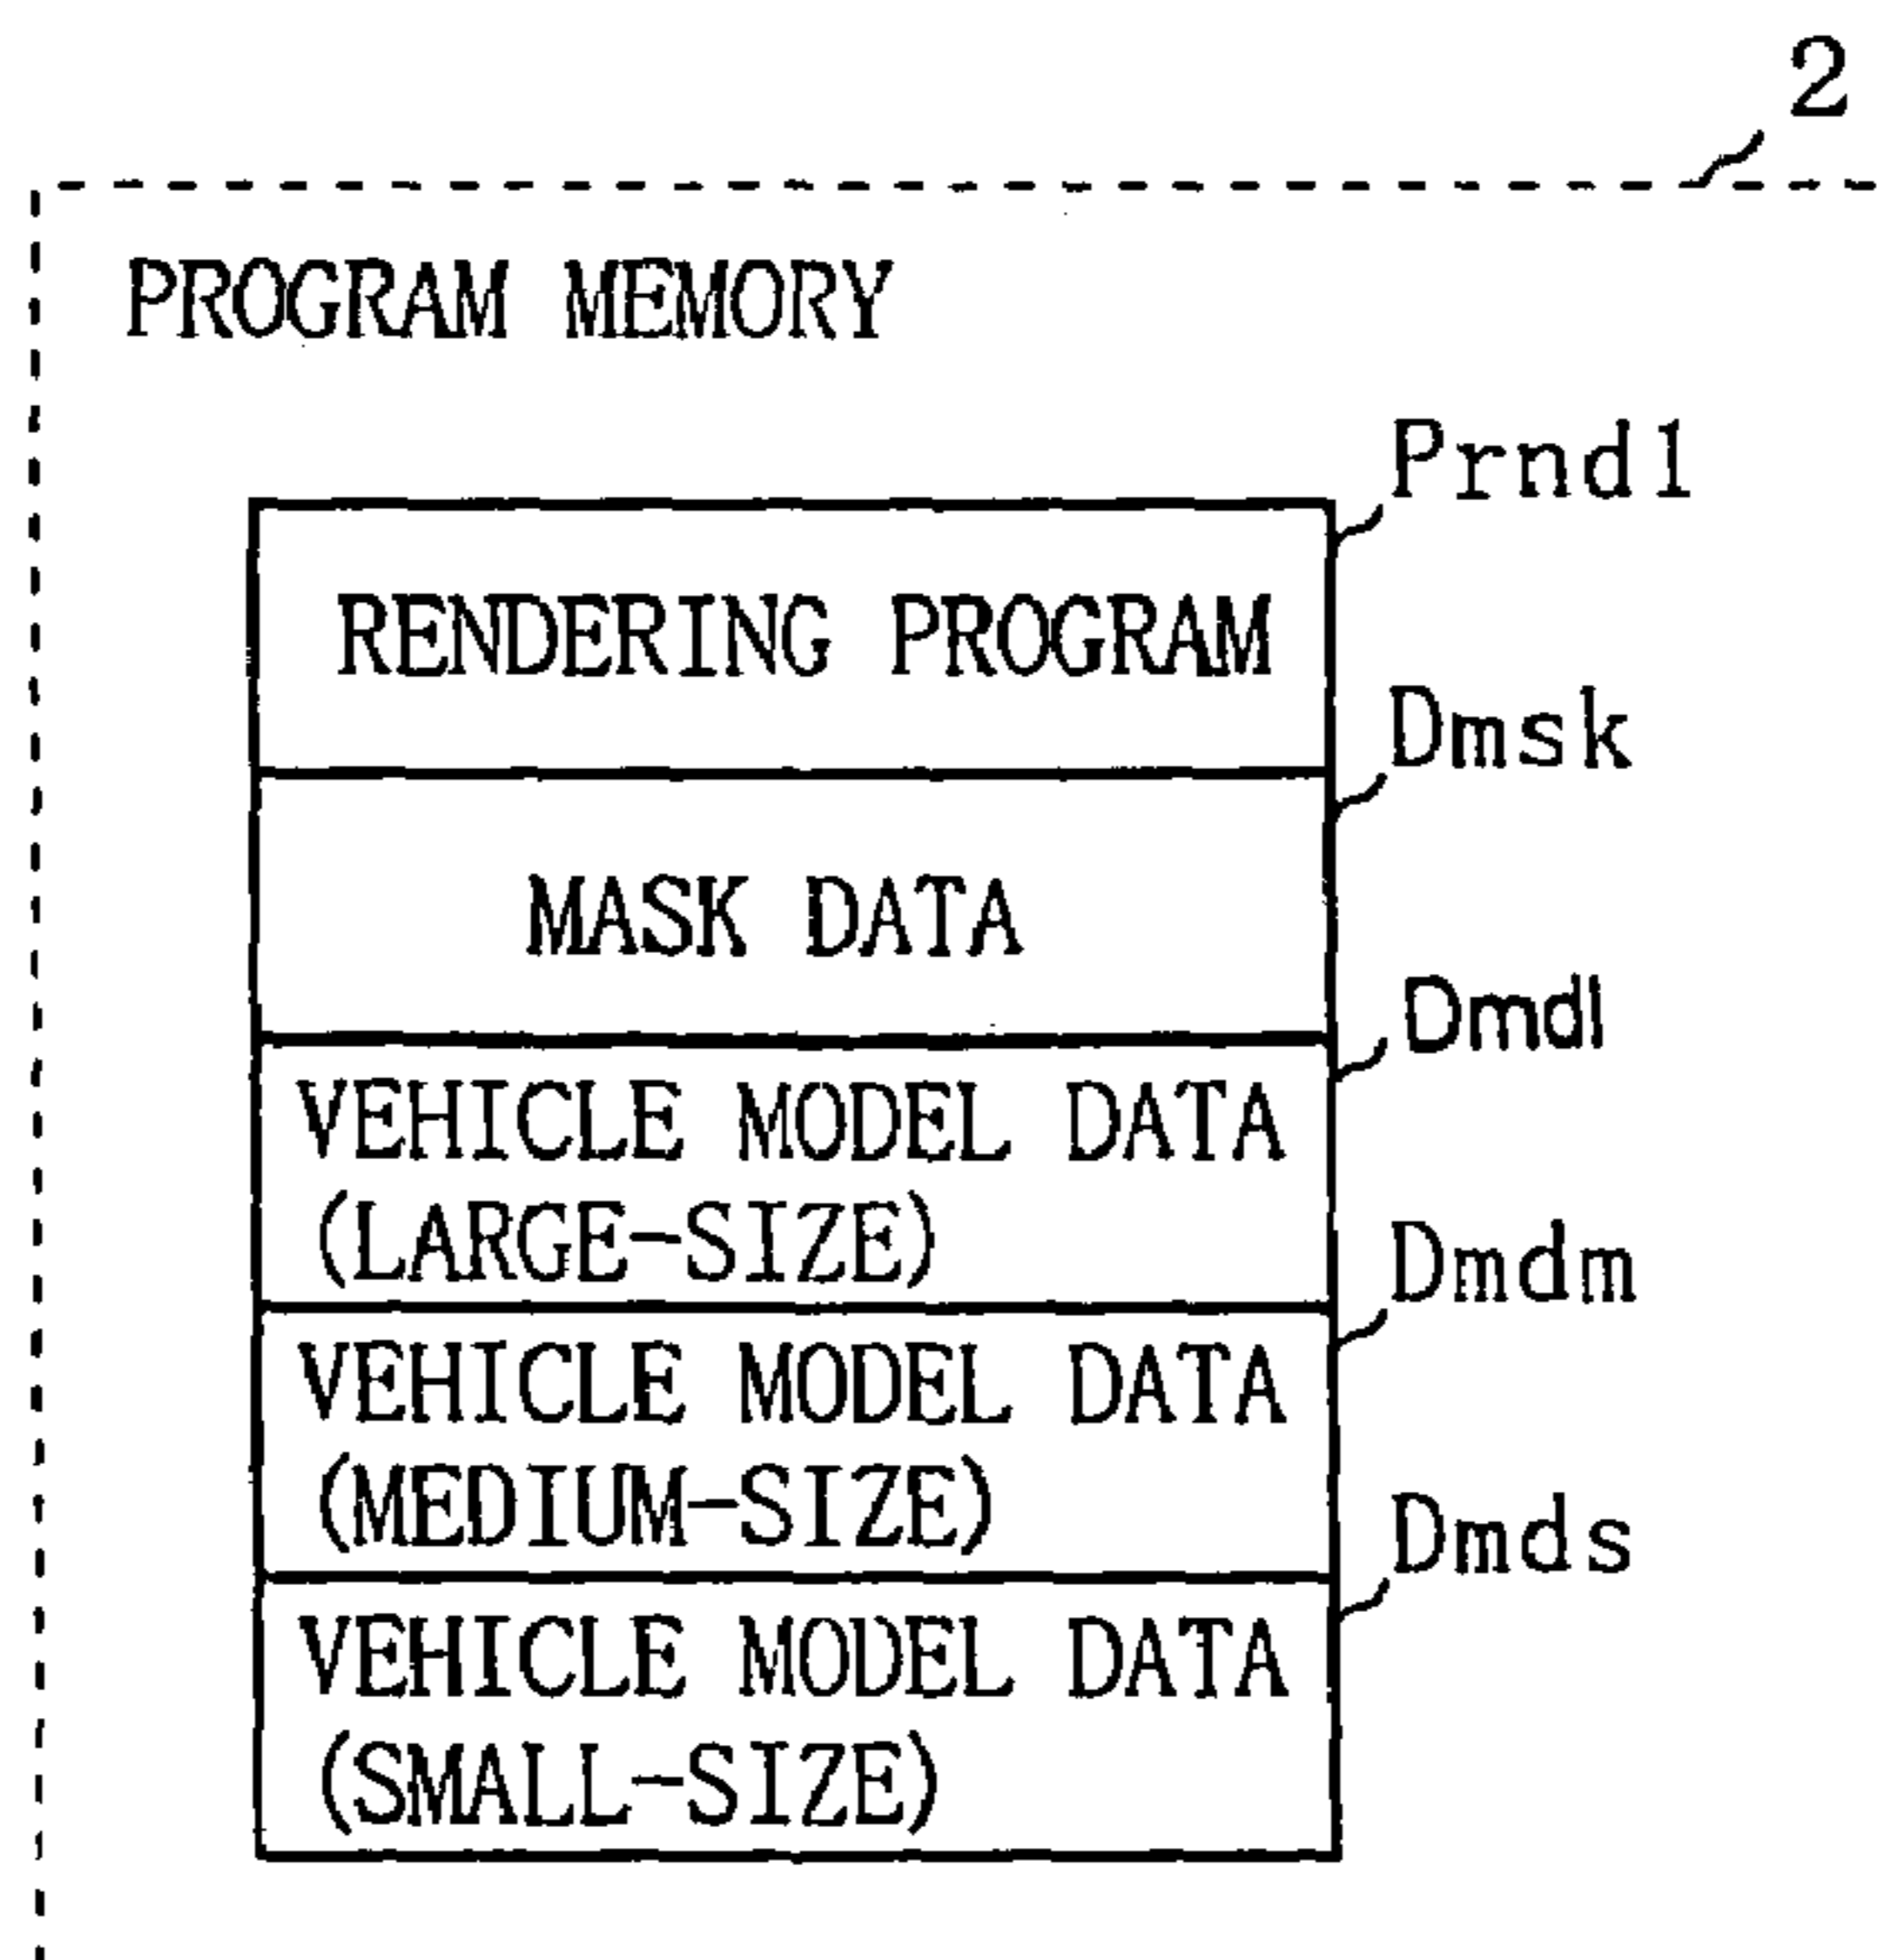 2
PROGRAM MEMORY
Prnd1
RENDERING PROGRAM
Dmsk
MASK DATA
Dmdl
VEHICLE MODEL DATA
(LARGE-SIZE)
Dmdm
VEHICLE MODEL DATA
(MEDIUM-SIZE)
Dmds
VEHICLE MODEL DATA
(SMALL-SIZE)